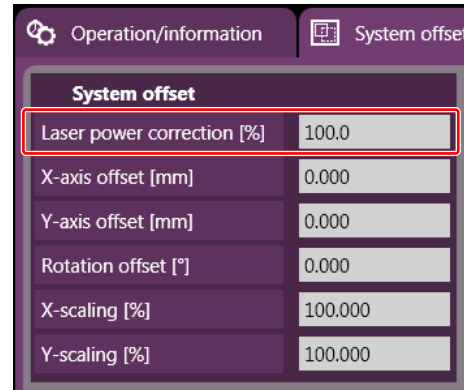 Operation/information
System offset
System offset
Laser power correction [%] 100.0
X-axis offset [mm] 0.000
Y-axis offset [mm] 0.000
Rotation offset [°] 0.000
X-scaling [%] 100.000
Y-scaling [%] 100.000